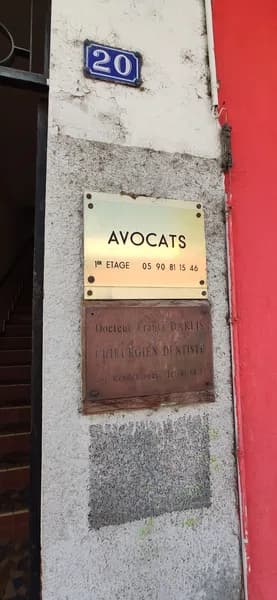 20
AVOCATS
1ER ETAGE 05 90 81 15 46
Docteur
CHIRURGIEN DENTISTE